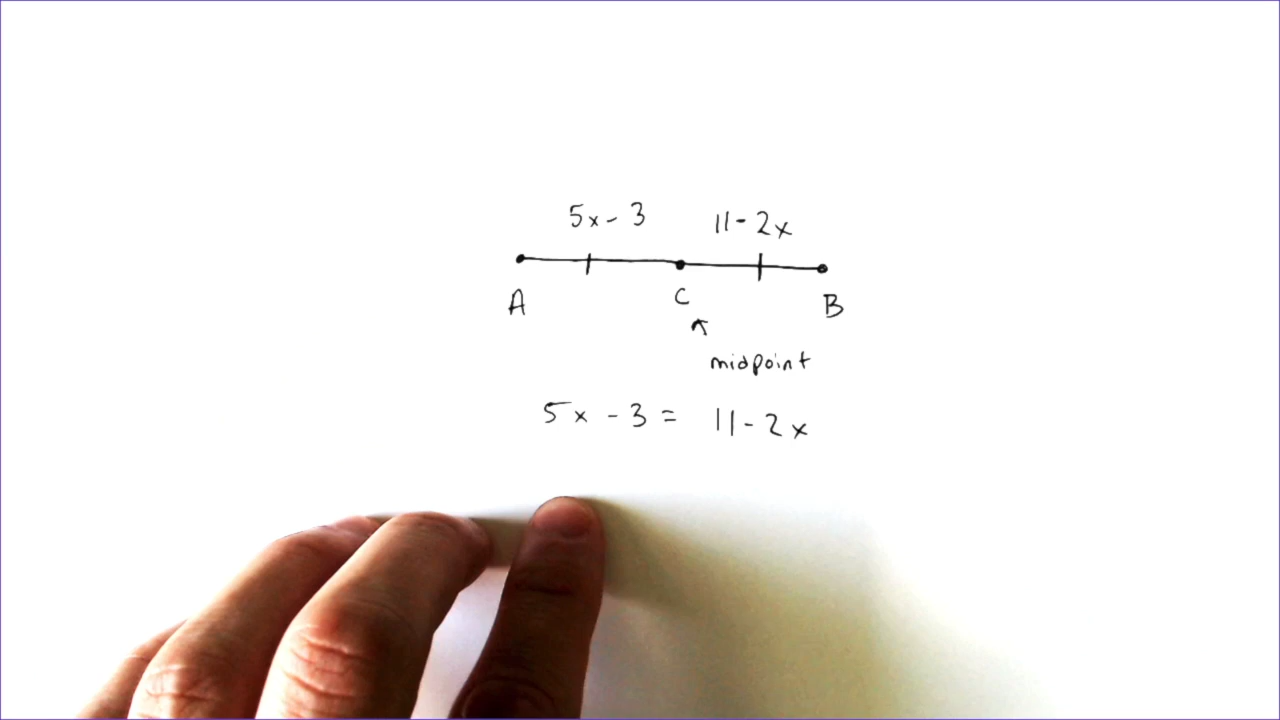 5x - 3 11 - 2x
A C B
midpoint
5x - 3 = 11 - 2x